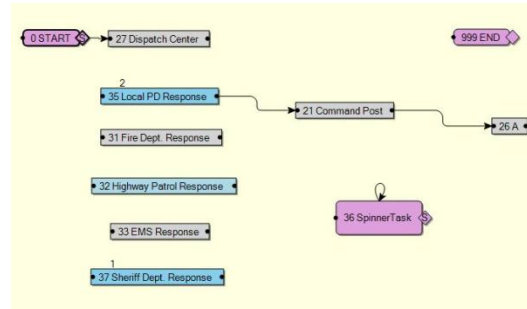 0 START S
27 Dispatch Center
999 END
2
35 Local PD Response
21 Command Post
26 A
31 Fire Dept. Response
32 Highway Patrol Response
36 SpinnerTask S
33 EMS Response
1
37 Sheriff Dept. Response